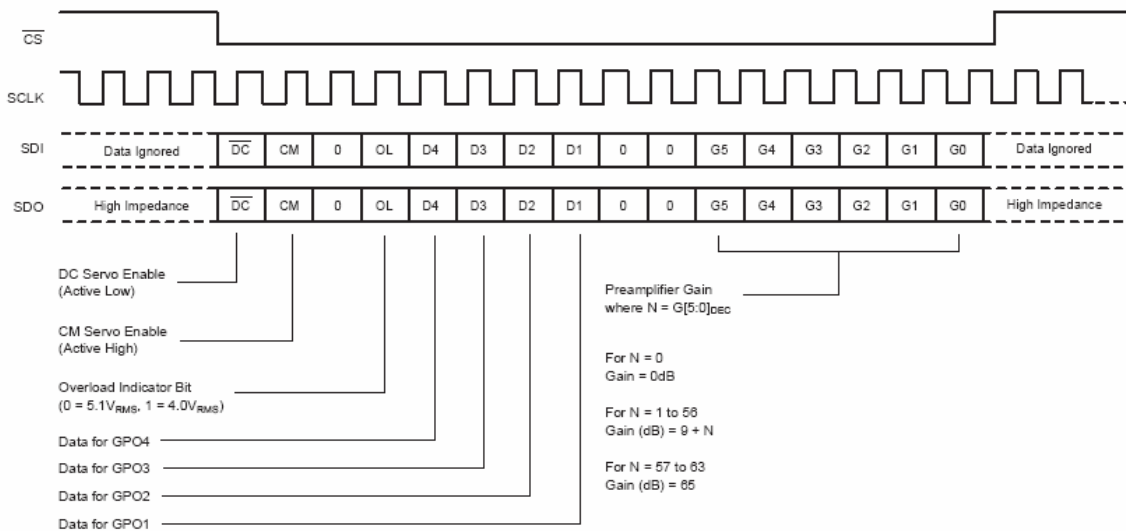 CS
SCLK
SDI Data Ignored DC CM 0 OL D4 D3 D2 D1 0 0 G5 G4 G3 G2 G1 G0 Data Ignored
SDO High Impedance DC CM 0 OL D4 D3 D2 D1 0 0 G5 G4 G3 G2 G1 G0 High Impedance
DC Servo Enable
(Active Low)
CM Servo Enable
(Active High)
Overload Indicator Bit
(0 = 5.1VRMS, 1 = 4.0VRMS)
Data for GPO4
Data for GPO3
Data for GPO2
Data for GPO1
Preamplifier Gain
where N = G[5:0]DEC
For N = 0
Gain = 0dB
For N = 1 to 56
Gain (dB) = 9 + N
For N = 57 to 63
Gain (dB) = 65